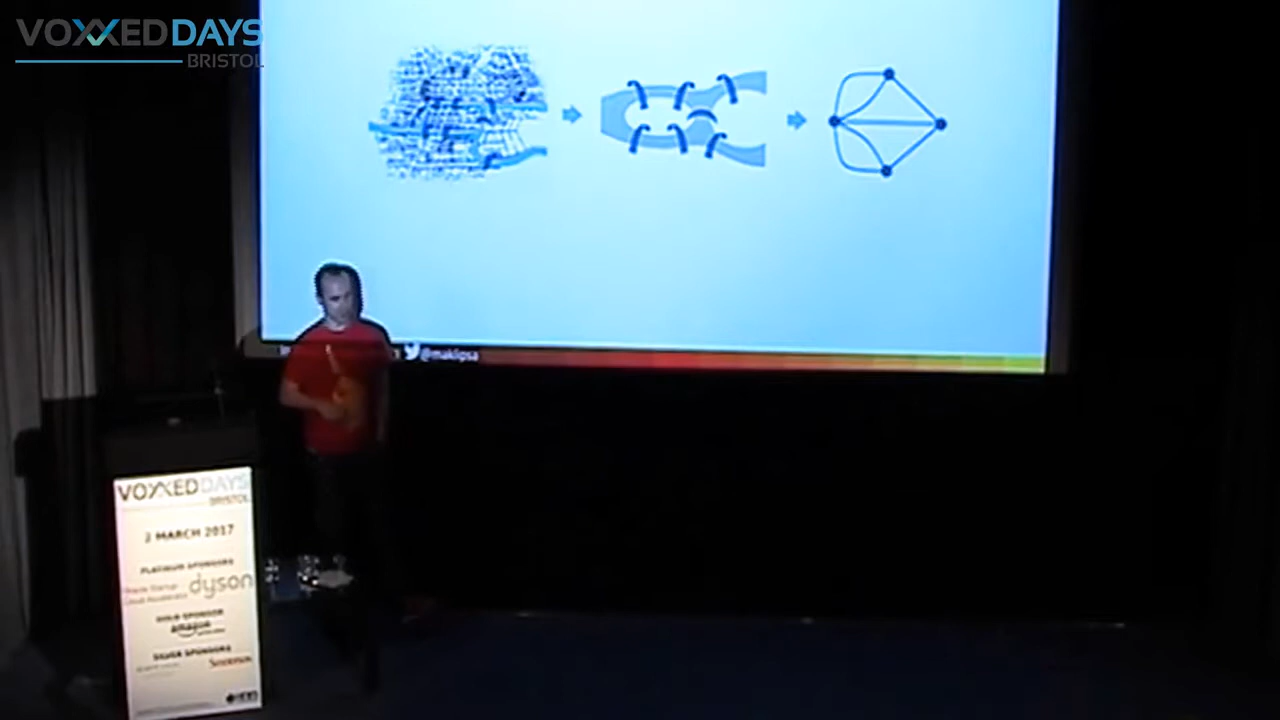 VOXXEDDAYS
BRISTOL
@maklipsa
VOXXEDDAYS
BRISTOL
2 MARCH 2017
PLATINUM SPONSORS
dyson
GOLD SPONSOR
amazon
SILVER SPONSORS